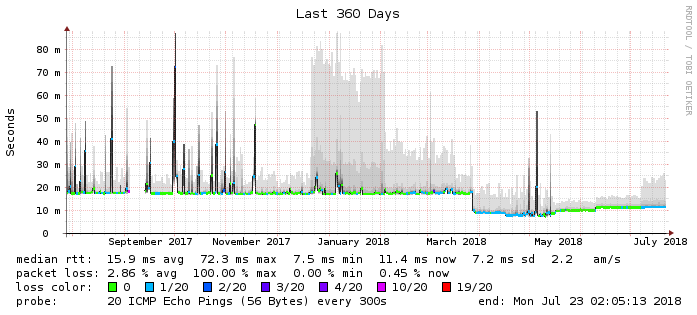 Last 360 Days
RRDTOOL / TOBI OETIKER
Seconds
80 m
70 m
60 m
50 m
40 m
30 m
20 m
10 m
0
September 2017 November 2017 January 2018 March 2018 May 2018 July 2018
median rtt: 15.9 ms avg 72.3 ms max 7.5 ms min 11.4 ms now 7.2 ms sd 2.2 am/s
packet loss: 2.86 % avg 100.00 % max 0.00 % min 0.45 % now
loss color: 0 1/20 2/20 3/20 4/20 10/20 19/20
probe: 20 ICMP Echo Pings (56 Bytes) every 300s end: Mon Jul 23 02:05:13 2018